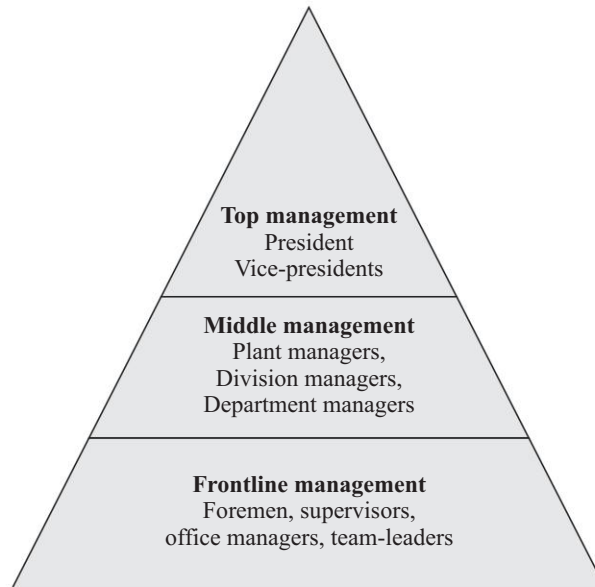 Top management
President
Vice-presidents
Middle management
Plant managers,
Division managers,
Department managers
Frontline management
Foremen, supervisors,
office managers, team-leaders